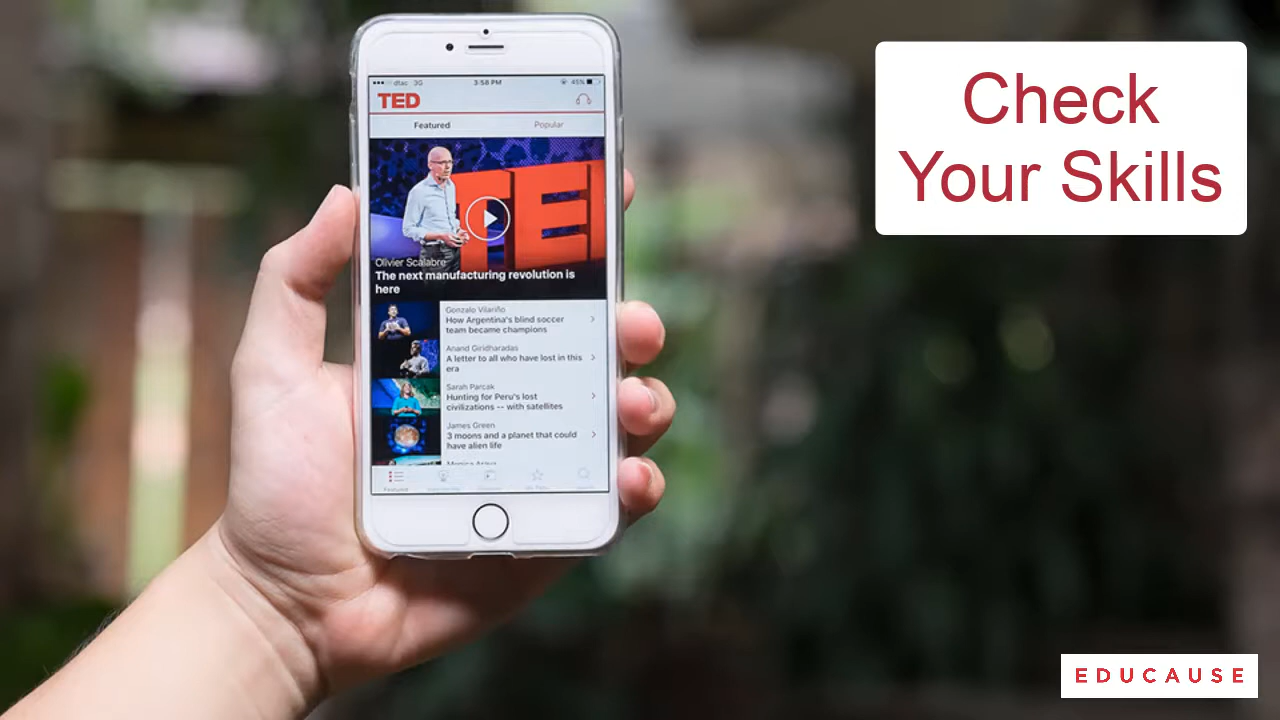 Check
Your Skills
dtac 3G 3:58 PM 45%
TED
Featured Popular
TE
Olivier Scalabre
The next manufacturing revolution is
here
Gonzalo Vilariño
How Argentina's blind soccer
team became champions
Anand Giridharadas
A letter to all who have lost in this
era
Sarah Parcak
Hunting for Peru's lost
civilizations -- with satellites
James Green
3 moons and a planet that could
have alien life
Featured
EDUCAUSE